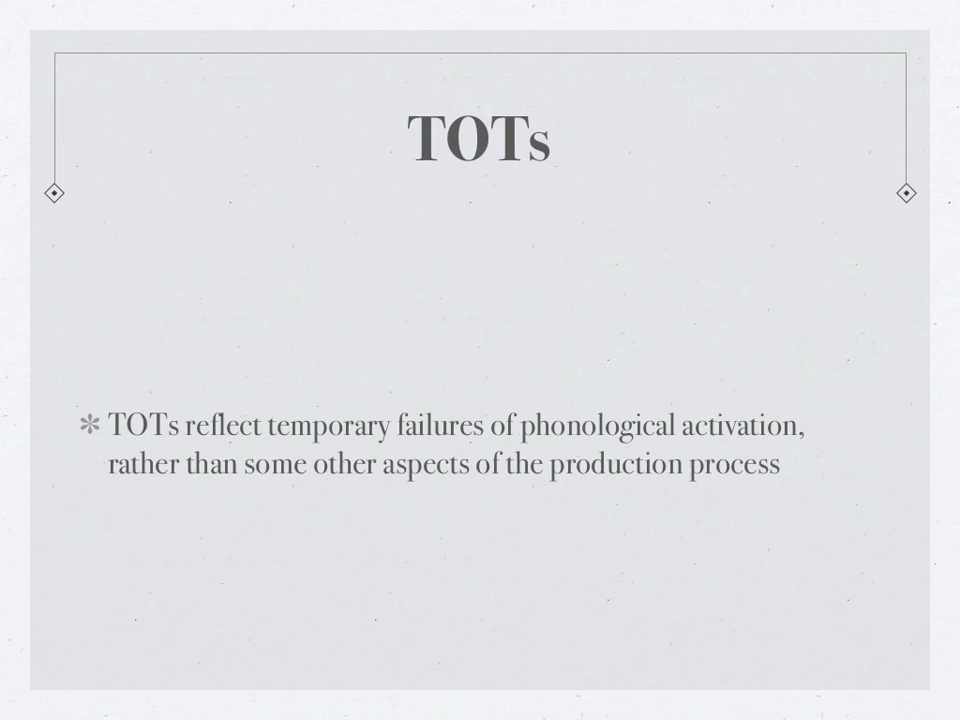 TOTs
TOTs reflect temporary failures of phonological activation,
rather than some other aspects of the production process